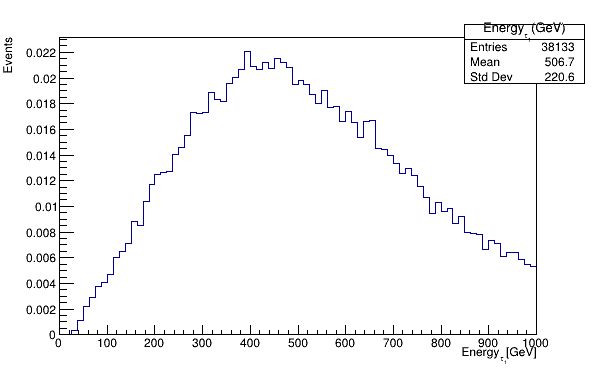 Energy_τ₁(GeV)
Entries 38133
Mean 506.7
Std Dev 220.6
Events
0.022
0.02
0.018
0.016
0.014
0.012
0.01
0.008
0.006
0.004
0.002
0
0 100 200 300 400 500 600 700 800 900 1000
Energy_τ₁[GeV]